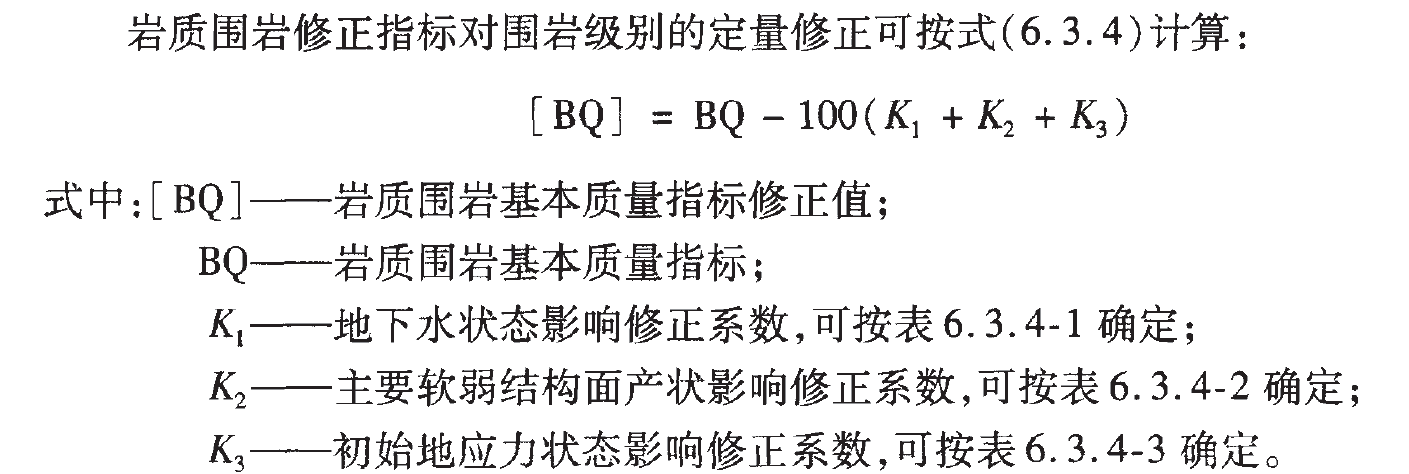 岩质围岩修正指标对围岩级别的定量修正可按式(6.3.4)计算：
[BQ] = BQ - 100(K₁ + K₂ + K₃)
式中：[BQ]——岩质围岩基本质量指标修正值；
BQ——岩质围岩基本质量指标；
K₁——地下水状态影响修正系数，可按表6.3.4-1 确定；
K₂——主要软弱结构面产状影响修正系数，可按表6.3.4-2 确定；
K₃——初始地应力状态影响修正系数，可按表6.3.4-3 确定。